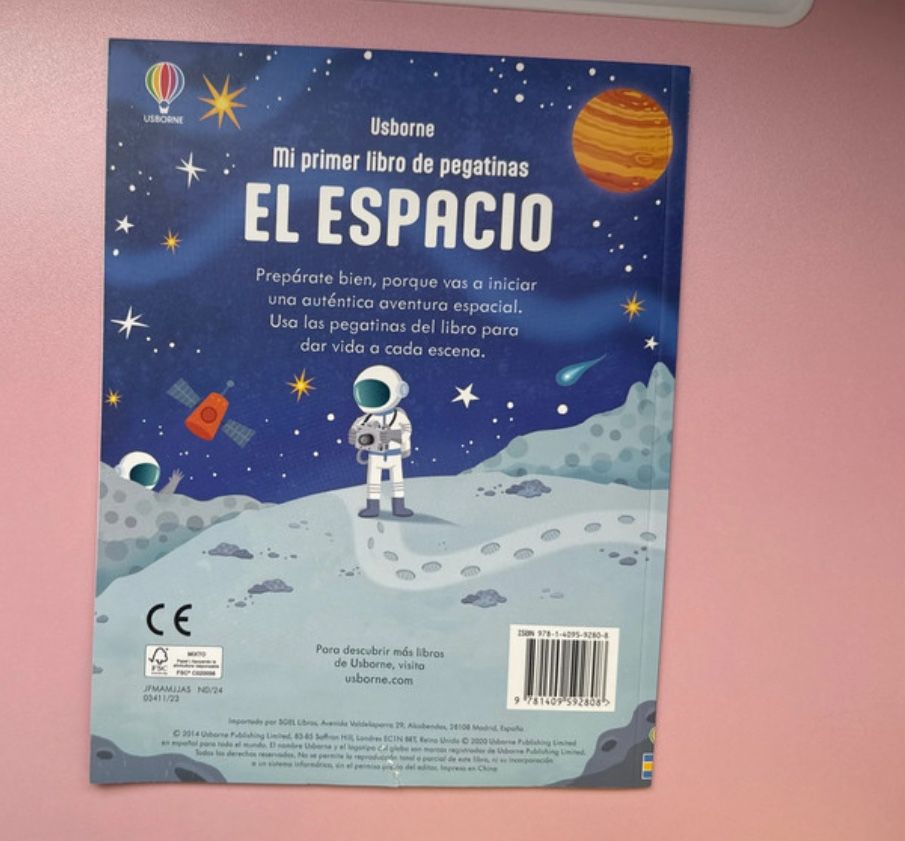 USBORNE
Usborne
Mi primer libro de pegatinas
EL ESPACIO
Prepárate bien, porque vas a iniciar
una auténtica aventura espacial.
Usa las pegatinas del libro para
dar vida a cada escena.
CE
FSC
MIXTO
FSC® C020056
JFMAMJJAS ND/24
03411/23
Para descubrir más libros
de Usborne, visita
usborne.com
ISBN 978-1-4095-9280-8
9 781409 592808 >
Importado por SGEL Libros, Avenida Valdelaparra 29, Alcobendas, 28108 Madrid, España
© 2014 Usborne Publishing Limited, 83-85 Saffron Hill, Londres EC1N 8RT, Reino Unido © 2020 Usborne Publishing Limited
en español para todo el mundo. El nombre Usborne y el logotipo del globo son marcas registradas de Usborne Publishing Limited.
Todos los derechos reservados. No se permite la reproducción total o parcial de este libro, ni su incorporación
a un sistema informático, sin el permiso previo del editor. Impreso en China